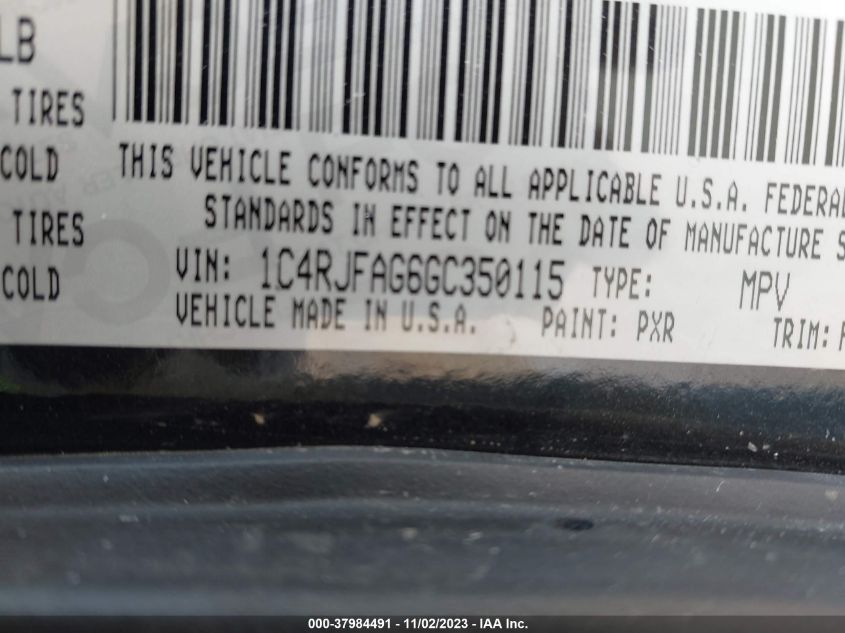 LB
TIRES
COLD
TIRES
COLD
THIS VEHICLE CONFORMS TO ALL APPLICABLE U.S.A. FEDERAL
STANDARDS IN EFFECT ON THE DATE OF MANUFACTURE S
VIN: 1C4RJFAG6GC350115 TYPE: MPV
VEHICLE MADE IN U.S.A. PAINT: PXR TRIM:
000-37984491 - 11/02/2023 - IAA Inc.